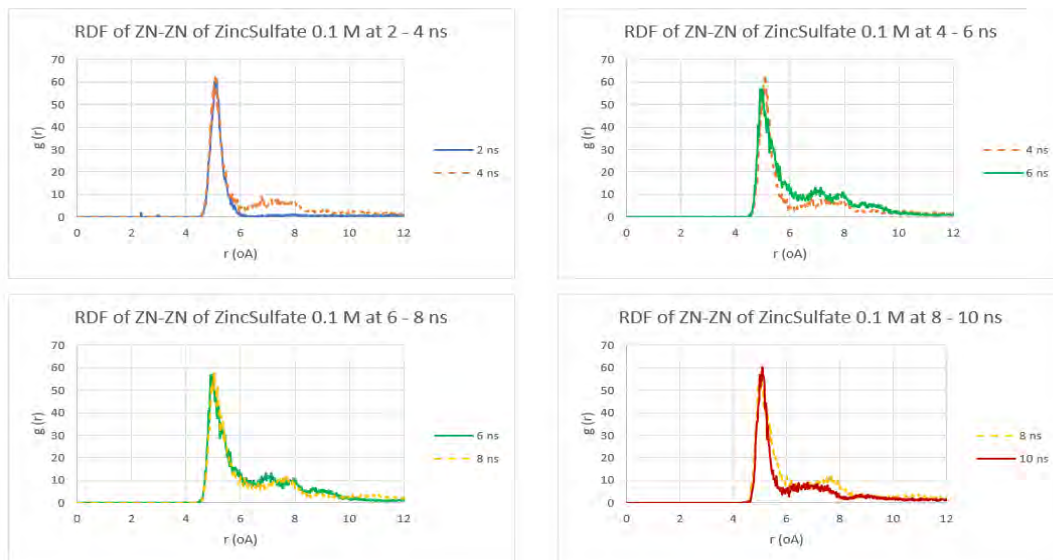 RDF of ZN-ZN of ZincSulfate 0.1 M at 2 - 4 ns
70
60
50
40
30
20
10
0
g (r)
0 2 4 6 8 10 12
r (oA)
2 ns
4 ns
RDF of ZN-ZN of ZincSulfate 0.1 M at 4 - 6 ns
70
60
50
40
30
20
10
0
g (r)
0 2 4 6 8 10 12
r (oA)
4 ns
6 ns
RDF of ZN-ZN of ZincSulfate 0.1 M at 6 - 8 ns
70
60
50
40
30
20
10
0
g (r)
0 2 4 6 8 10 12
r (oA)
6 ns
8 ns
RDF of ZN-ZN of ZincSulfate 0.1 M at 8 - 10 ns
70
60
50
40
30
20
10
0
g (r)
0 2 4 6 8 10 12
r (oA)
8 ns
10 ns